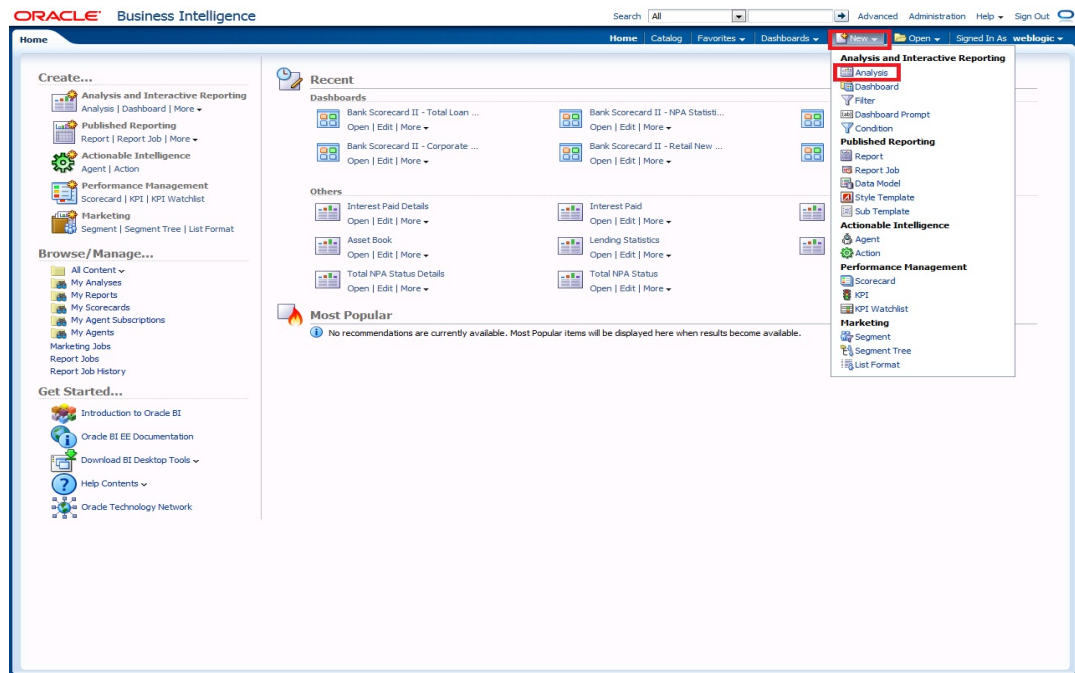 ORACLE Business Intelligence
Search All Advanced Administration Help Sign Out
Home
Home Catalog Favorites Dashboards New Open Signed In As weblogic
Create...
Analysis and Interactive Reporting
Analysis | Dashboard | More
Published Reporting
Report | Report Job | More
Actionable Intelligence
Agent | Action
Performance Management
Scorecard | KPI | KPI Watchlist
Marketing
Segment | Segment Tree | List Format
Browse/Manage...
All Content
My Analyses
My Reports
My Scorecards
My Agent Subscriptions
My Agents
Marketing Jobs
Report Jobs
Report Job History
Get Started...
Introduction to Oracle BI
Oracle BI EE Documentation
Download BI Desktop Tools
Help Contents
Oracle Technology Network
Recent
Dashboards
Bank Scorecard II - Total Loan ...
Open | Edit | More
Bank Scorecard II - NPA Statisti...
Open | Edit | More
Bank Scorecard II - Corporate ...
Open | Edit | More
Bank Scorecard II - Retail New ...
Open | Edit | More
Others
Interest Paid Details
Open | Edit | More
Interest Paid
Open | Edit | More
Asset Book
Open | Edit | More
Lending Statistics
Open | Edit | More
Total NPA Status Details
Open | Edit | More
Total NPA Status
Open | Edit | More
Most Popular
No recommendations are currently available. Most Popular items will be displayed here when results become available.
Analysis and Interactive Reporting
Analysis
Dashboard
Filter
Dashboard Prompt
Condition
Published Reporting
Report
Report Job
Data Model
Style Template
Sub Template
Actionable Intelligence
Agent
Action
Performance Management
Scorecard
KPI
KPI Watchlist
Marketing
Segment
Segment Tree
List Format